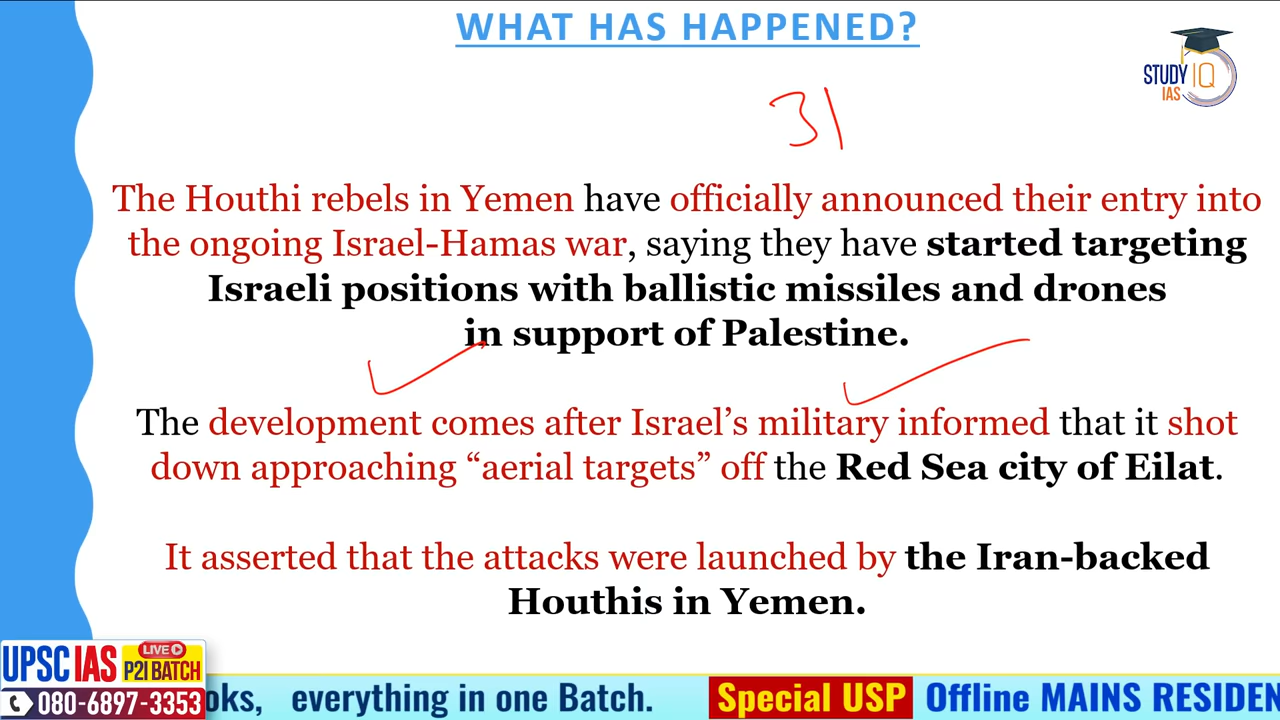 WHAT HAS HAPPENED?
STUDY IQ
IAS
31
The Houthi rebels in Yemen have officially announced their entry into
the ongoing Israel-Hamas war, saying they have started targeting
Israeli positions with ballistic missiles and drones
in support of Palestine.
The development comes after Israel’s military informed that it shot
down approaching “aerial targets” off the Red Sea city of Eilat.
It asserted that the attacks were launched by the Iran-backed
Houthis in Yemen.
UPSC IAS LIVE
P2I BATCH
080-6897-3353
oks, everything in one Batch. Special USP Offline MAINS RESIDEN